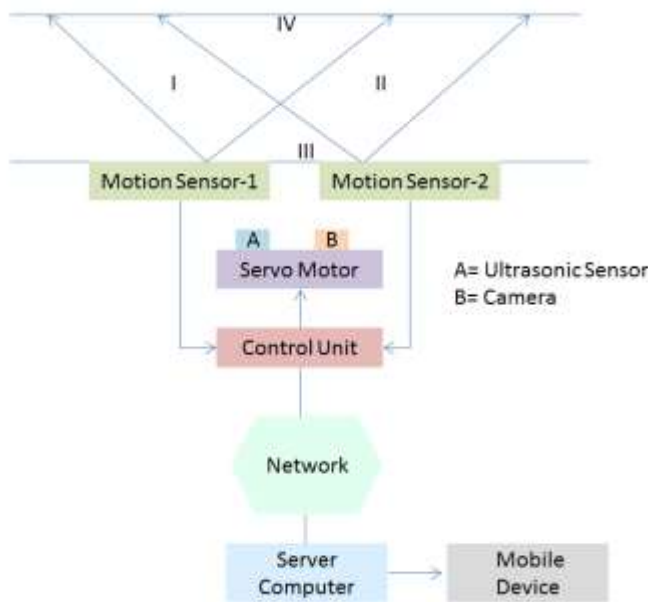 IV
I
II
III
Motion Sensor-1
Motion Sensor-2
A
B
Servo Motor
A= Ultrasonic Sensor
B= Camera
Control Unit
Network
Server
Computer
Mobile
Device